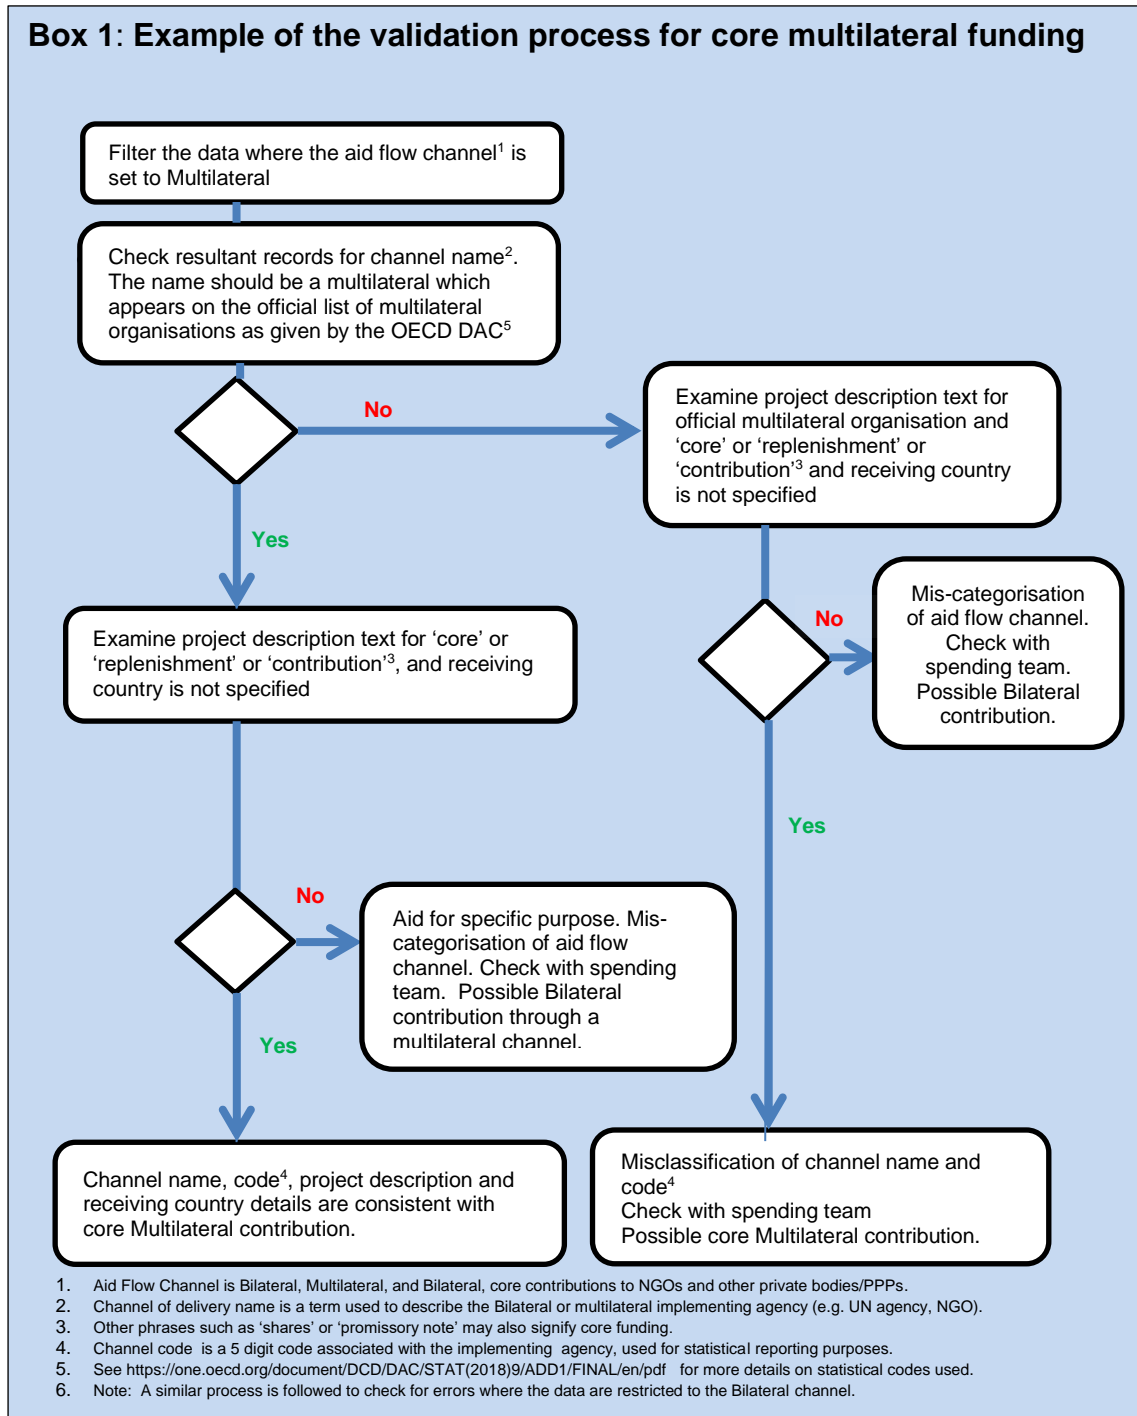 Box 1: Example of the validation process for core multilateral funding
Filter the data where the aid flow channel¹ is
set to Multilateral
Check resultant records for channel name².
The name should be a multilateral which
appears on the official list of multilateral
organisations as given by the OECD DAC⁵
No
Examine project description text for
official multilateral organisation and
‘core’ or ‘replenishment’ or
‘contribution’³ and receiving country
is not specified
Yes
Examine project description text for ‘core’ or
‘replenishment’ or ‘contribution’³, and receiving
country is not specified
No
Mis-categorisation
of aid flow channel.
Check with
spending team.
Possible Bilateral
contribution.
Yes
No
Aid for specific purpose. Mis-
categorisation of aid flow
channel. Check with spending
team.  Possible Bilateral
contribution through a
multilateral channel.
Yes
Channel name, code⁴, project description and
receiving country details are consistent with
core Multilateral contribution.
Misclassification of channel name and
code⁴
Check with spending team
Possible core Multilateral contribution.
1. Aid Flow Channel is Bilateral, Multilateral, and Bilateral, core contributions to NGOs and other private bodies/PPPs.
2. Channel of delivery name is a term used to describe the Bilateral or multilateral implementing agency (e.g. UN agency, NGO).
3. Other phrases such as ‘shares’ or ‘promissory note’ may also signify core funding.
4. Channel code  is a 5 digit code associated with the implementing  agency, used for statistical reporting purposes.
5. See https://one.oecd.org/document/DCD/DAC/STAT(2018)9/ADD1/FINAL/en/pdf   for more details on statistical codes used.
6. Note:  A similar process is followed to check for errors where the data are restricted to the Bilateral channel.